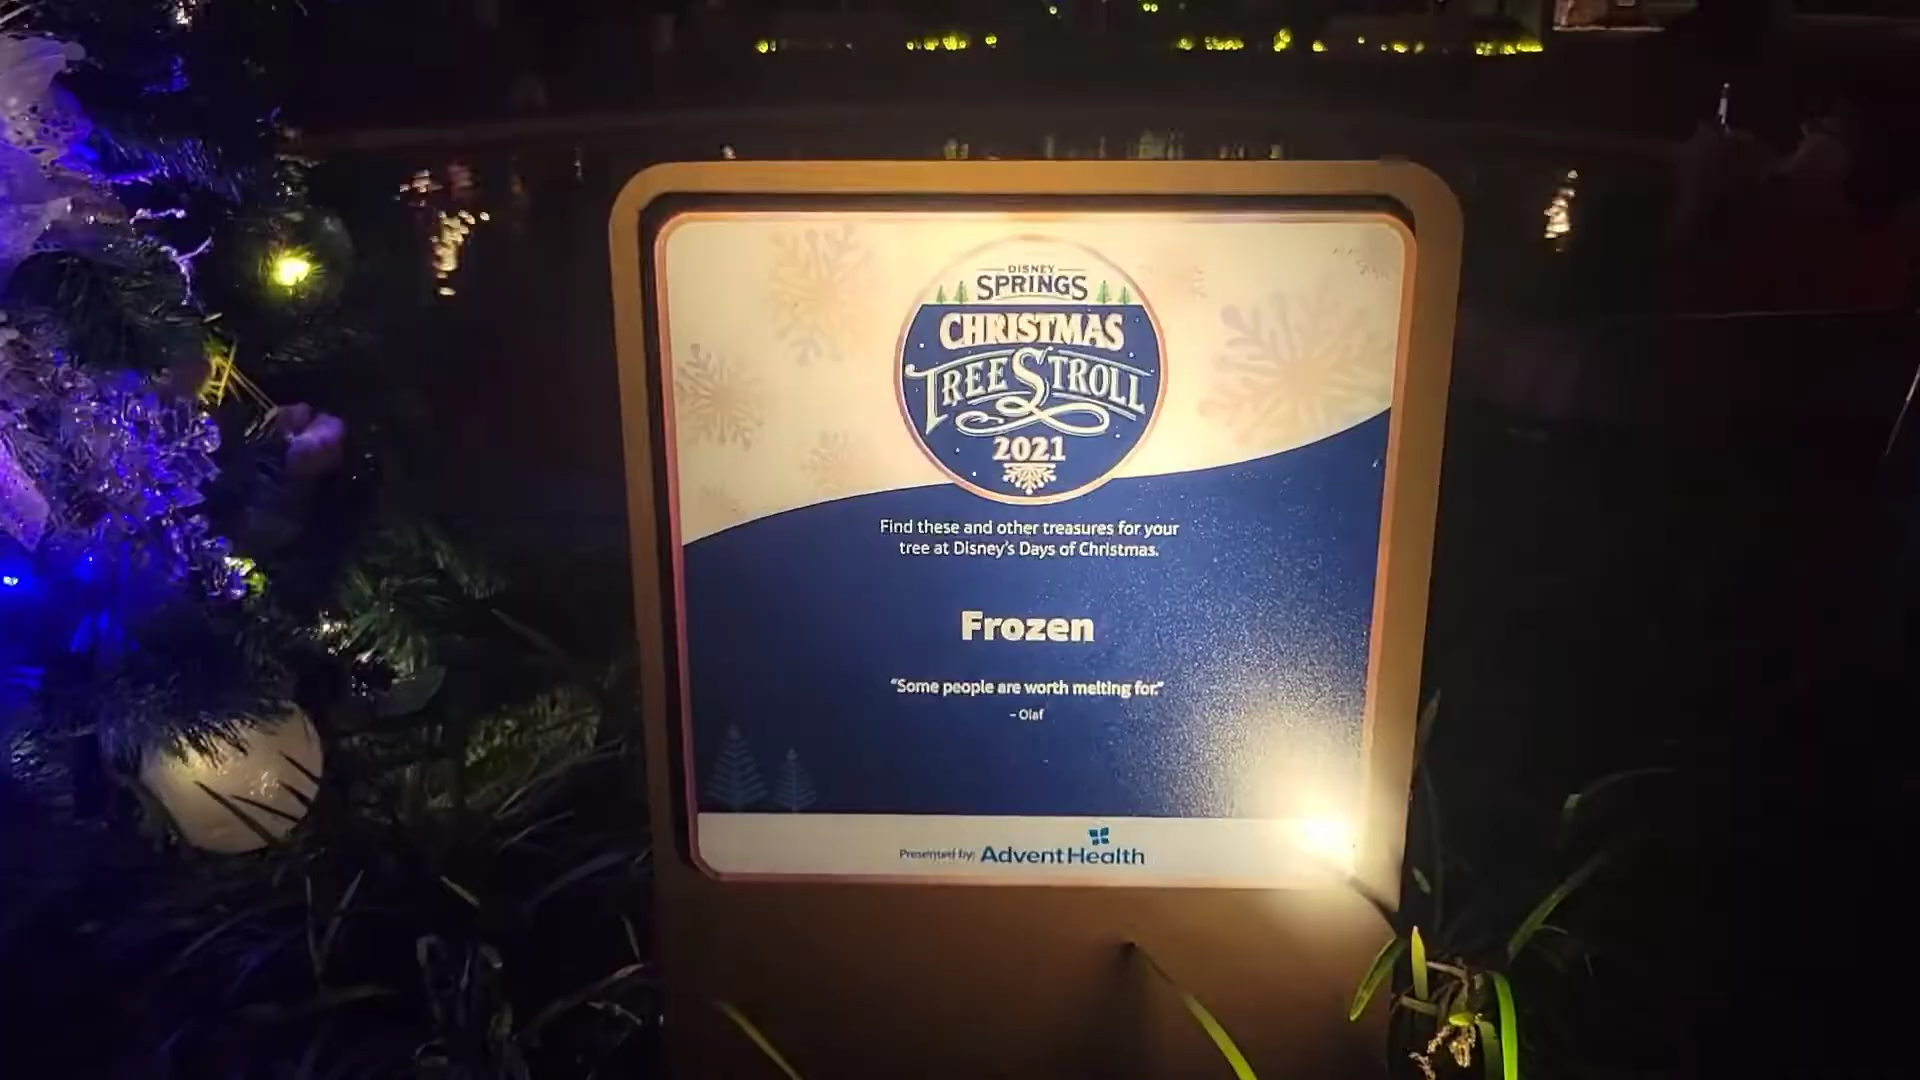 DISNEY
SPRINGS
CHRISTMAS
TREE STROLL
2021
Find these and other treasures for your
tree at Disney's Days of Christmas.
Frozen
"Some people are worth melting for."
- Olaf
Presented by: AdventHealth